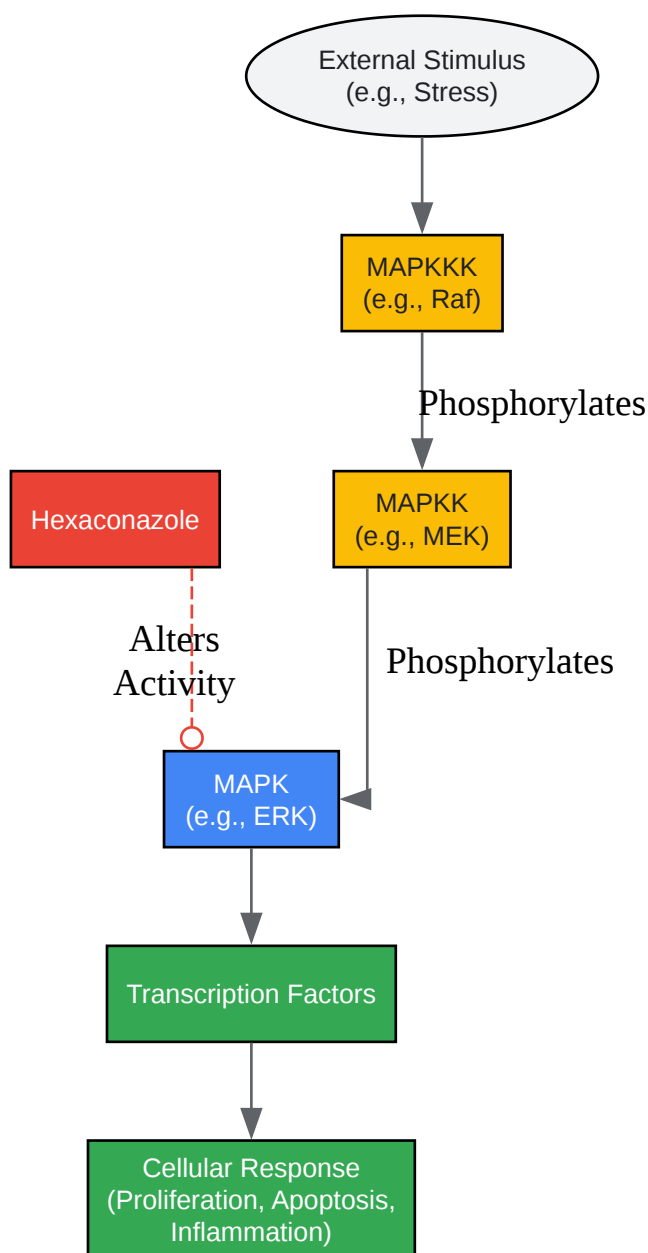 External Stimulus
(e.g., Stress)
MAPKKK
(e.g., Raf)
Phosphorylates
Hexaconazole
MAPKK
(e.g., MEK)
Alters
Activity
Phosphorylates
MAPK
(e.g., ERK)
Transcription Factors
Cellular Response
(Proliferation, Apoptosis,
Inflammation)